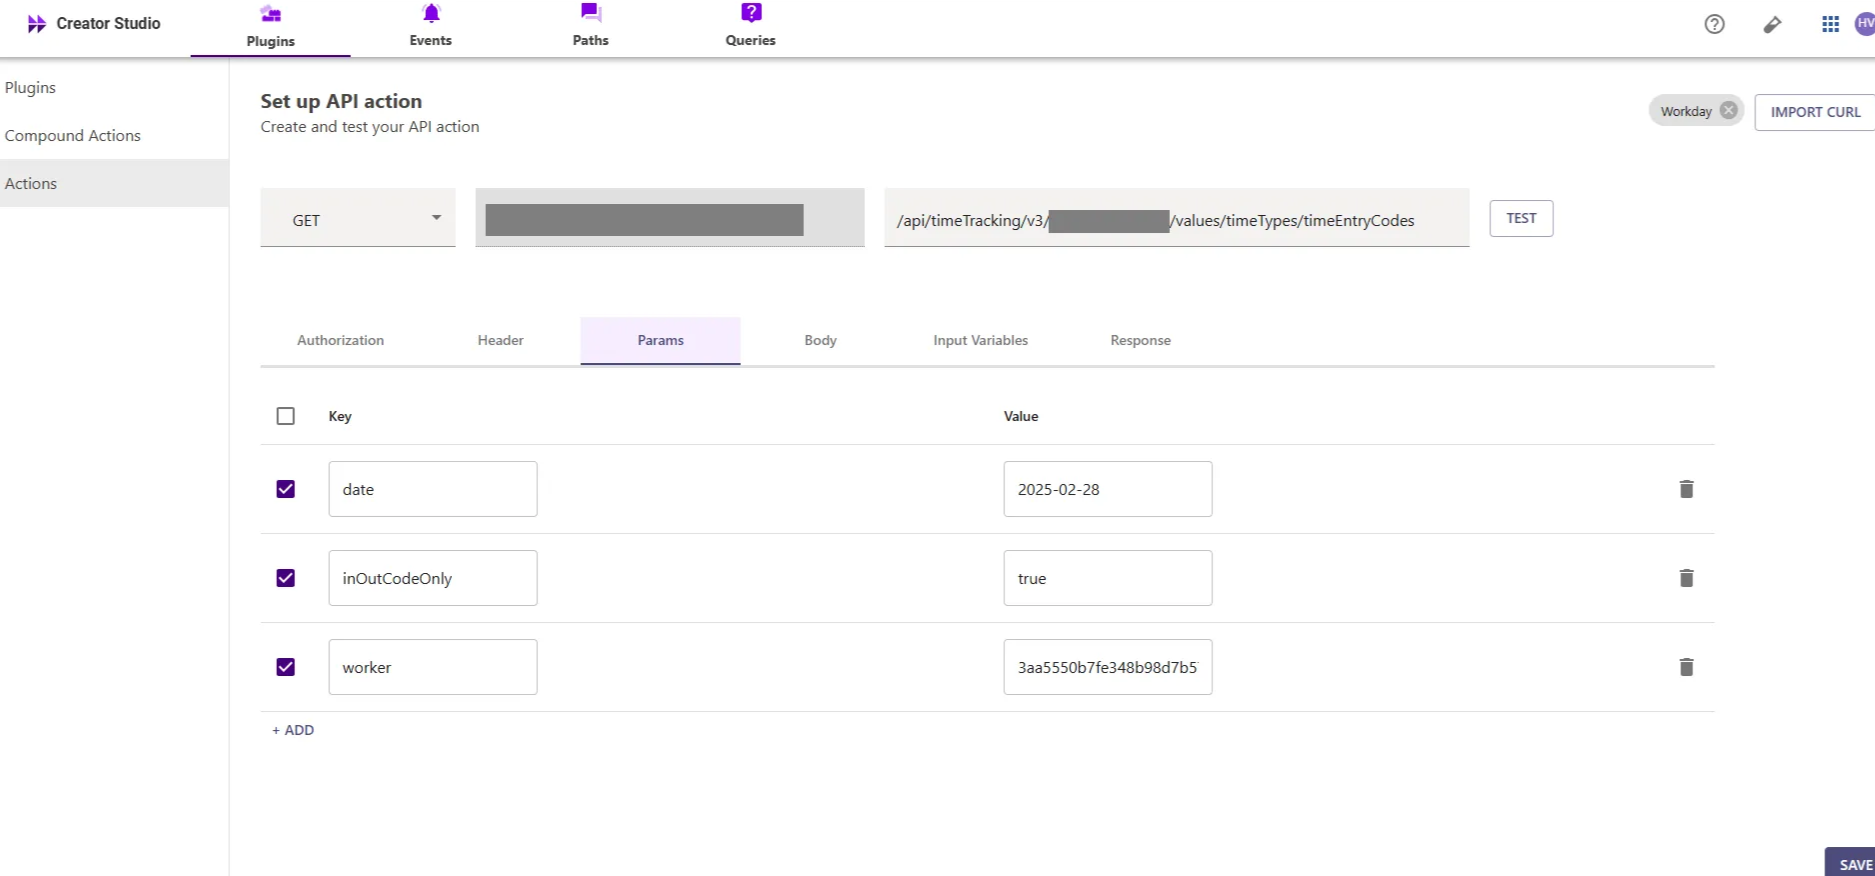 Creator Studio
Plugins
Events
Paths
Queries
HV
Plugins
Compound Actions
Actions
Set up API action
Create and test your API action
Workday
IMPORT CURL
GET
/api/timeTracking/v3/
/values/timeTypes/timeEntryCodes
TEST
Authorization
Header
Params
Body
Input Variables
Response
Key
Value
date
2025-02-28
inOutCodeOnly
true
worker
3aa5550b7fe348b98d7b5
+ ADD
SAVE